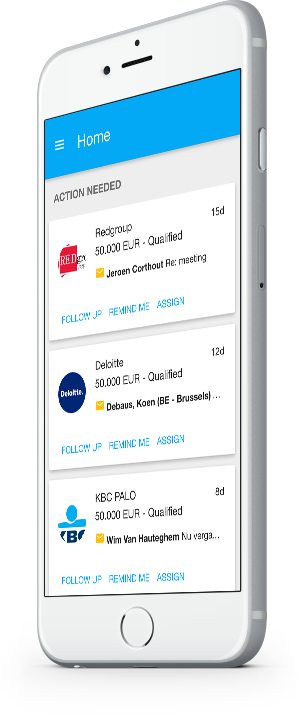 Home
ACTION NEEDED
Redgroup 15d
50.000 EUR - Qualified
Jeroen Corthout Re: meeting
FOLLOW UP REMIND ME ASSIGN
Deloitte 12d
Deloitte.
50.000 EUR - Qualified
Debaus, Koen (BE - Brussels) ...
FOLLOW UP REMIND ME ASSIGN
KBC PALO 8d
50.000 EUR - Qualified
KBC
Wim Van Hauteghem Nu verga...
FOLLOW UP REMIND ME ASSIGN